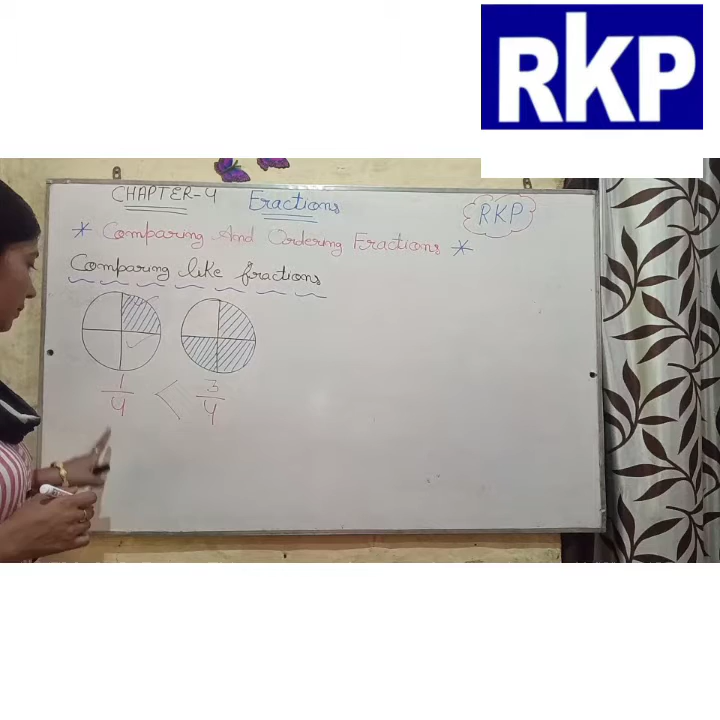 RKP
CHAPTER-4 Fractions
RKP
* Comparing And Ordering Fractions *
Comparing like fractions
1/4 < 3/4